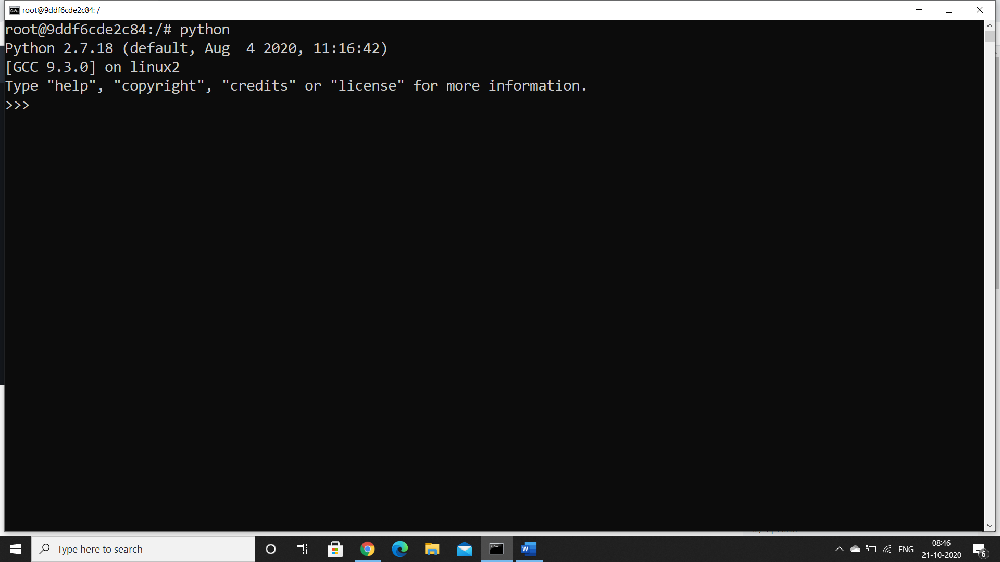 root@9ddf6cde2c84: /
root@9ddf6cde2c84:/# python
Python 2.7.18 (default, Aug  4 2020, 11:16:42)
[GCC 9.3.0] on linux2
Type "help", "copyright", "credits" or "license" for more information.
>>>
Type here to search
W
ENG
08:46
21-10-2020
6